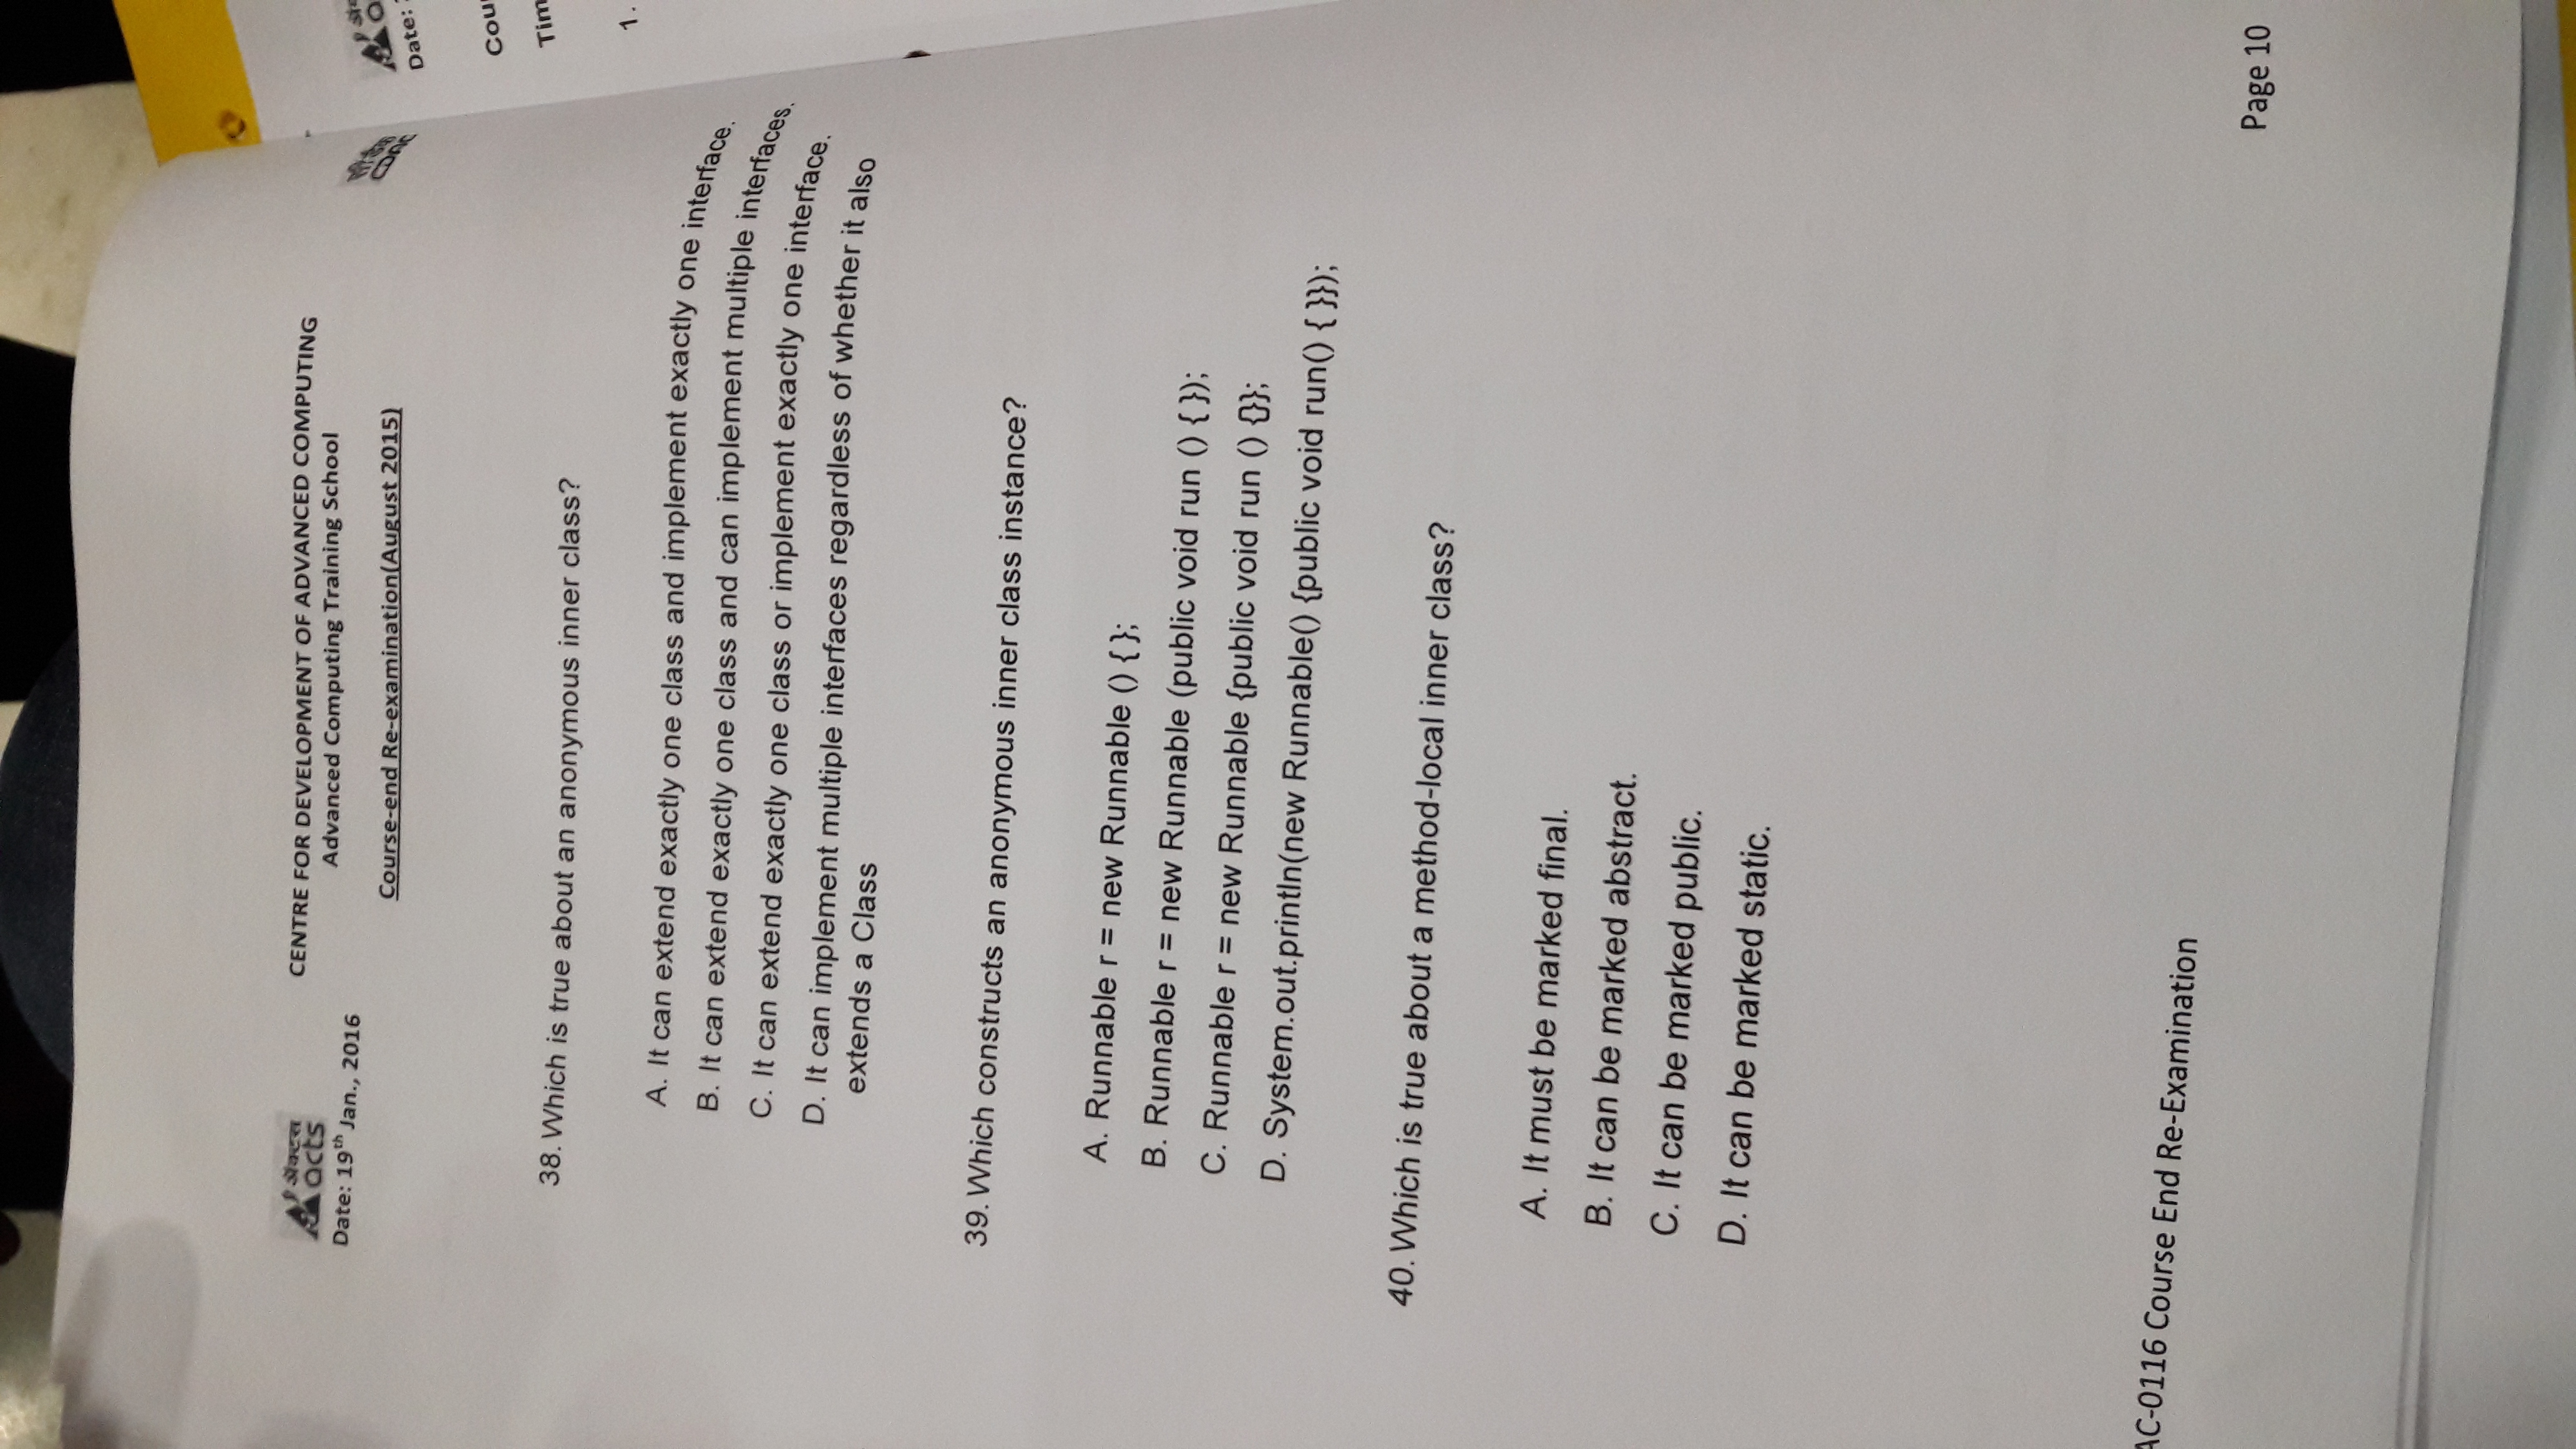 ॲक्टस
acts
Date: 19th Jan., 2016
CENTRE FOR DEVELOPMENT OF ADVANCED COMPUTING
Advanced Computing Training School
Course-end Re-examination(August 2015)
सीडैक
CDAC
38. Which is true about an anonymous inner class?
A. It can extend exactly one class and implement exactly one interface.
B. It can extend exactly one class and can implement multiple interfaces.
C. It can extend exactly one class or implement exactly one interface.
D. It can implement multiple interfaces regardless of whether it also
extends a Class
39. Which constructs an anonymous inner class instance?
A. Runnable r = new Runnable () { };
B. Runnable r = new Runnable (public void run () { });
C. Runnable r = new Runnable {public void run () {}};
D. System.out.println(new Runnable() {public void run() { }});
40. Which is true about a method-local inner class?
A. It must be marked final.
B. It can be marked abstract.
C. It can be marked public.
D. It can be marked static.
AC-0116 Course End Re-Examination
Page 10
Date:
Cou
Tim
1.